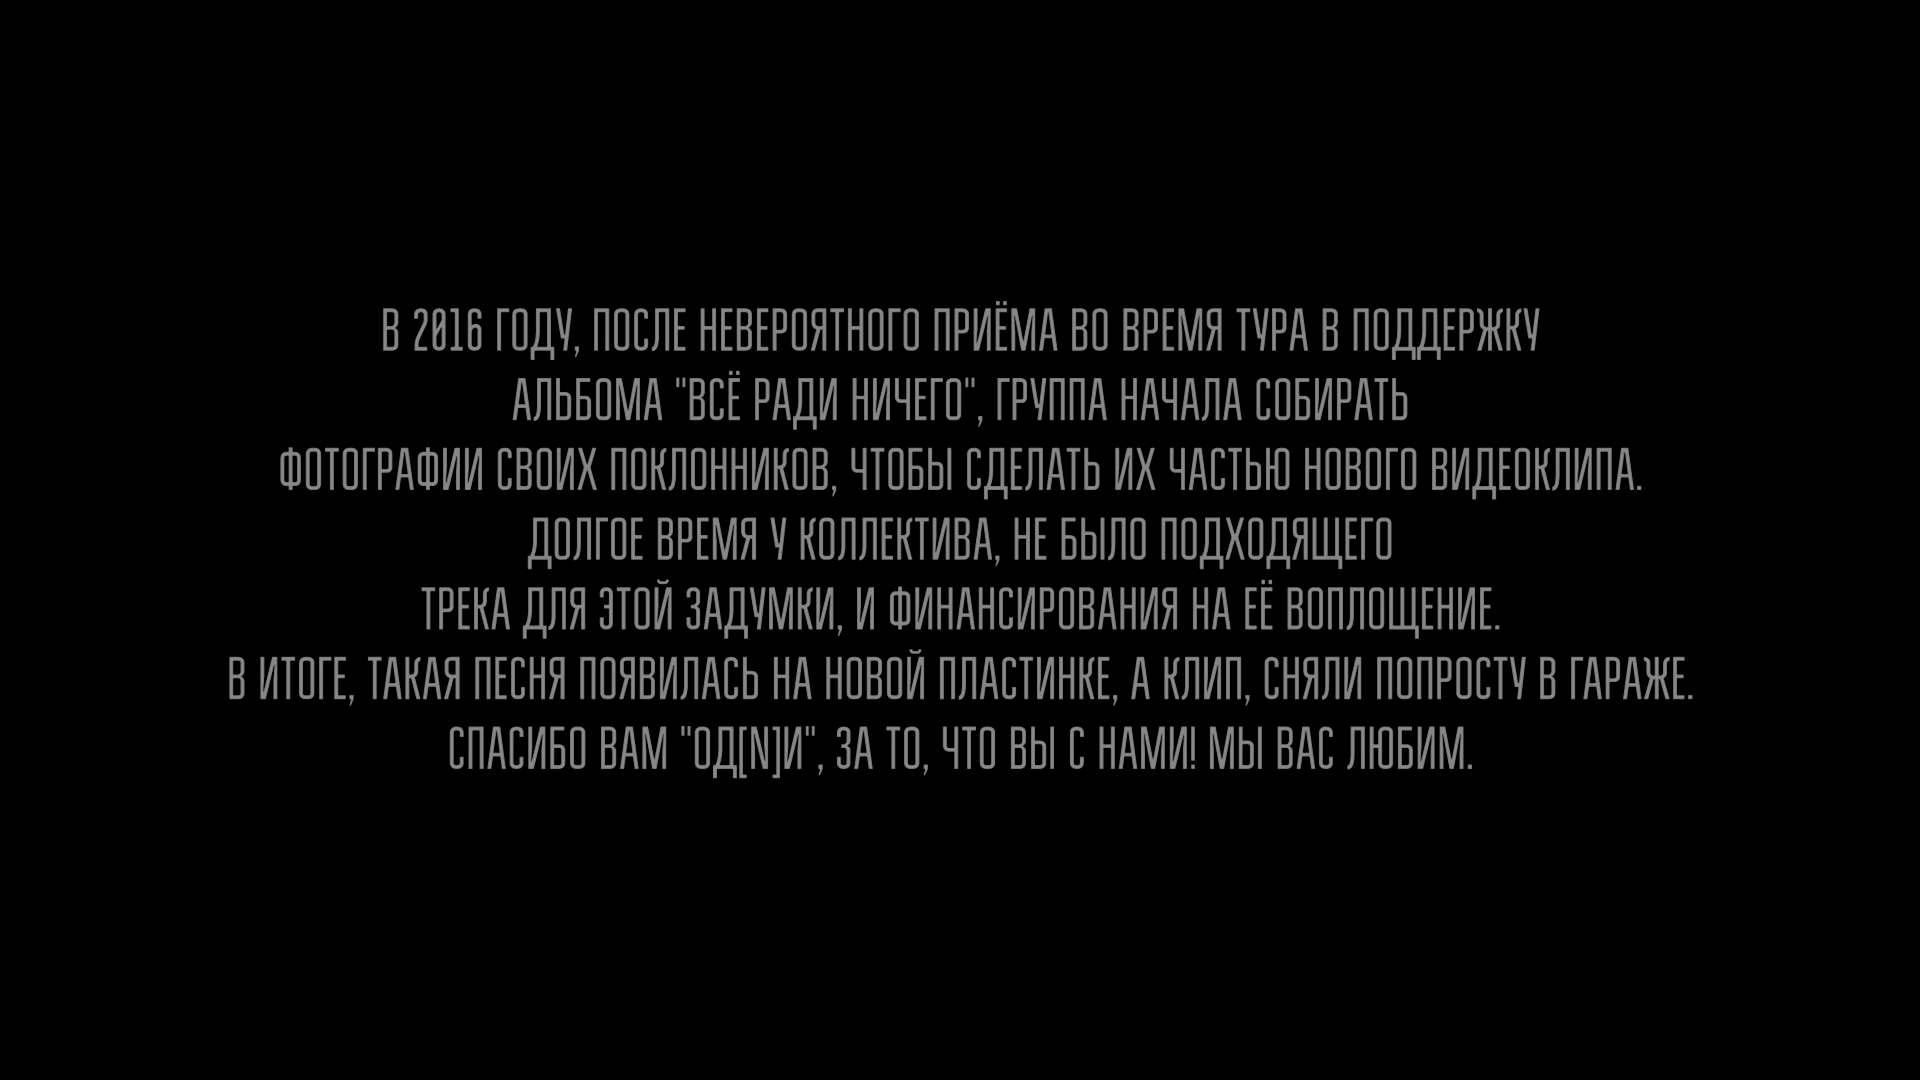 В 2016 ГОДУ, ПОСЛЕ НЕВЕРОЯТНОГО ПРИЁМА ВО ВРЕМЯ ТУРА В ПОДДЕРЖКУ
АЛЬБОМА "ВСЁ РАДИ НИЧЕГО", ГРУППА НАЧАЛА СОБИРАТЬ
ФОТОГРАФИИ СВОИХ ПОКЛОННИКОВ, ЧТОБЫ СДЕЛАТЬ ИХ ЧАСТЬЮ НОВОГО ВИДЕОКЛИПА.
ДОЛГОЕ ВРЕМЯ У КОЛЛЕКТИВА, НЕ БЫЛО ПОДХОДЯЩЕГО
ТРЕКА ДЛЯ ЭТОЙ ЗАДУМКИ, И ФИНАНСИРОВАНИЯ НА ЕЁ ВОПЛОЩЕНИЕ.
В ИТОГЕ, ТАКАЯ ПЕСНЯ ПОЯВИЛАСЬ НА НОВОЙ ПЛАСТИНКЕ, А КЛИП, СНЯЛИ ПОПРОСТУ В ГАРАЖЕ.
СПАСИБО ВАМ "ОД[N]И", ЗА ТО, ЧТО ВЫ С НАМИ! МЫ ВАС ЛЮБИМ.